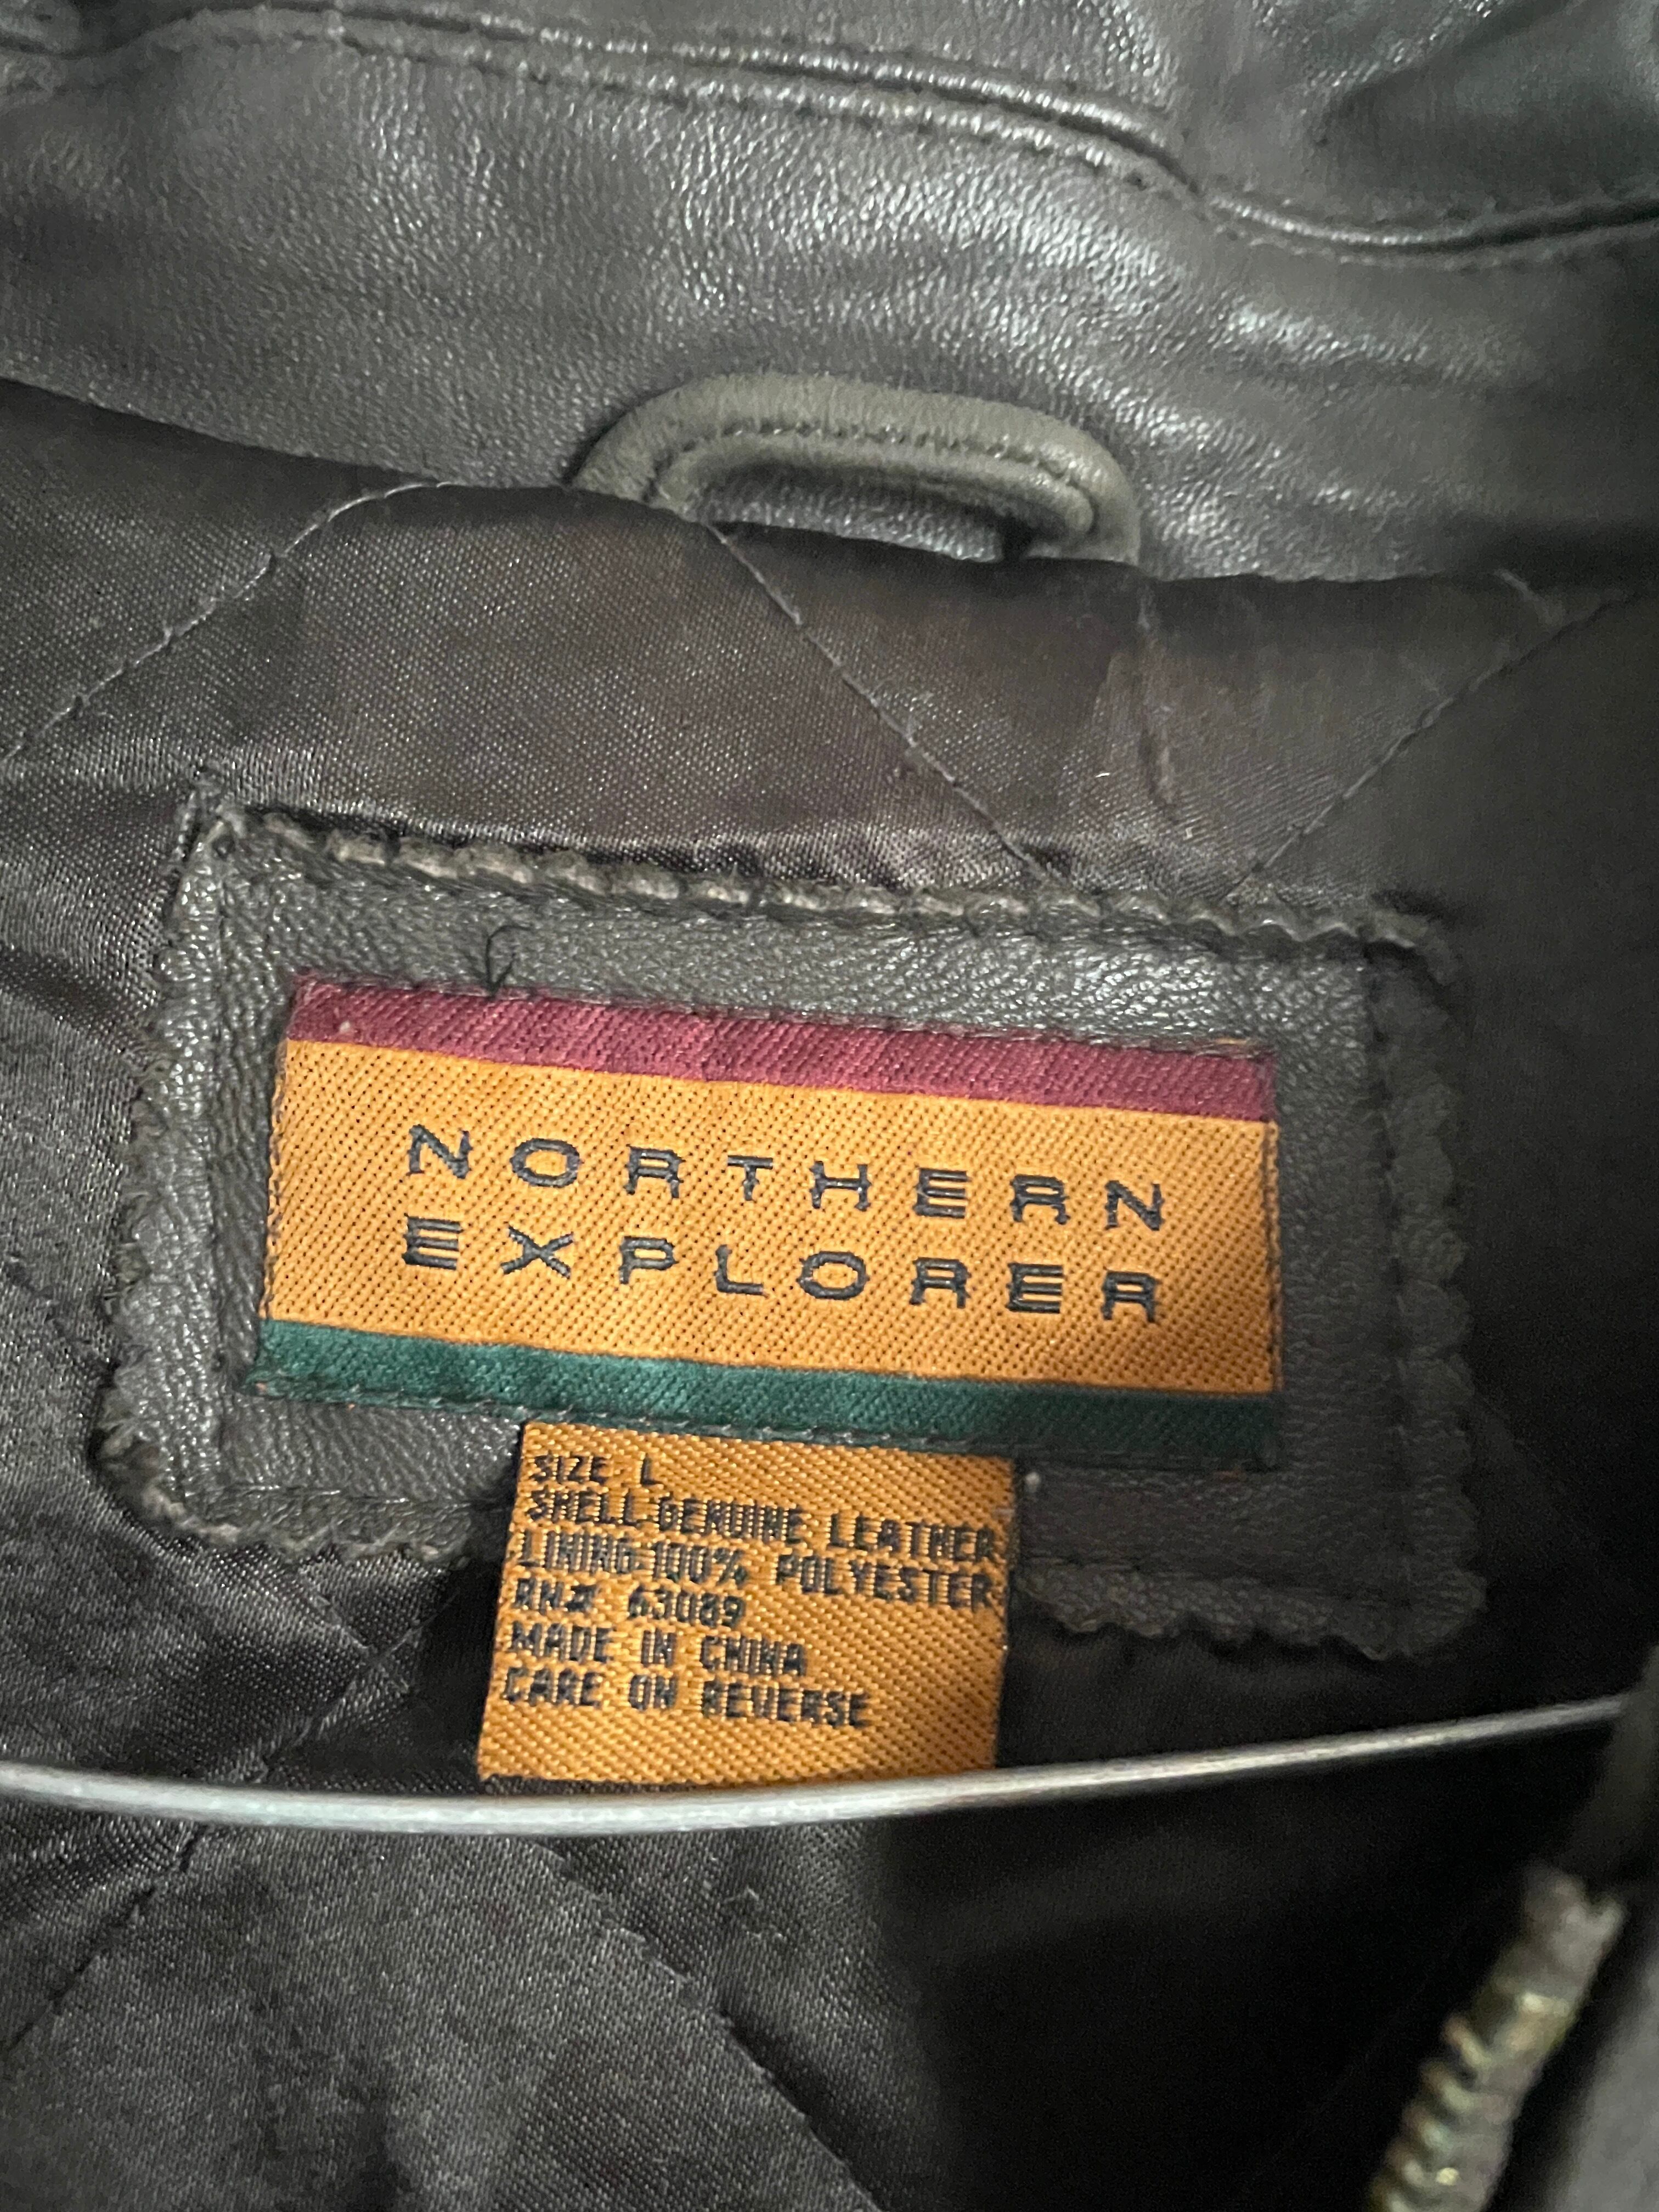 NORTHERN
EXPLORER
SIZE L
SHELL:GENUINE LEATHER
LINING:100% POLYESTER
RN# 63089
MADE IN CHINA
CARE ON REVERSE